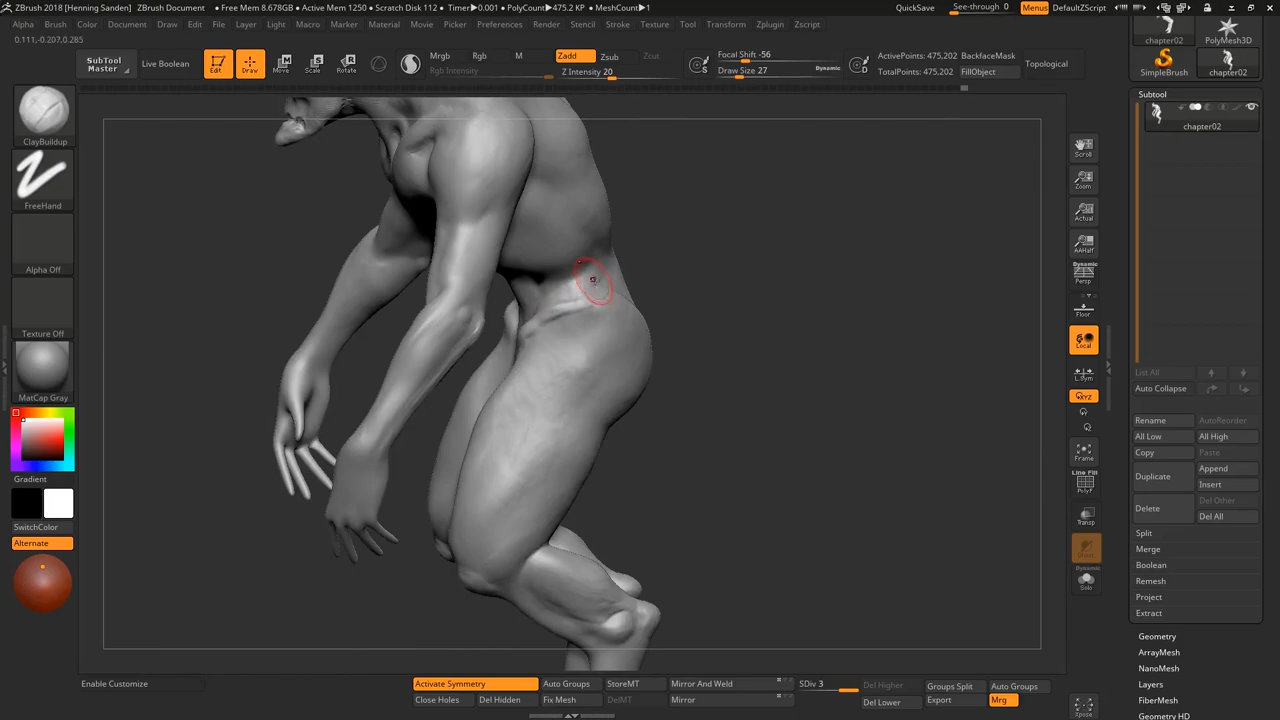 ZBrush 2018 [Henning Sanden] ZBrush Document • Free Mem 8.678GB • Active Mem 1250 • Scratch Disk 112 • Timer▶0.001 • PolyCount▶475.2 KP • MeshCount▶1 QuickSave See-through 0 Menus DefaultZScript
Alpha Brush Color Document Draw Edit File Layer Light Macro Marker Material Movie Picker Preferences Render Stencil Stroke Texture Tool Transform Zplugin Zscript
0.111,-0.207,0.285
SubTool Master
Live Boolean
Edit
Draw
Move
Scale
Rotate
Mrgb Rgb M
Rgb Intensity
Zadd Zsub Zcut
Z Intensity 20
S
Focal Shift -56
Draw Size 27
Dynamic
D
ActivePoints: 475,202
TotalPoints: 475,202
BackfaceMask
FillObject
Topological
ClayBuildup
FreeHand
Alpha Off
Texture Off
MatCap Gray
Gradient
SwitchColor
Alternate
Scroll
Zoom
Actual
AAHalf
Dynamic
Persp
Floor
Local
L.Sym
XYZ
Frame
Line Fill
PolyF
Transp
Ghost
Dynamic
Solo
Xpose
chapter02 PolyMesh3D
SimpleBrush chapter02
Subtool
chapter02
List All
Auto Collapse
Rename AutoReorder
All Low All High
Copy Paste
Duplicate Append
Insert
Delete Del Other
Del All
Split
Merge
Boolean
Remesh
Project
Extract
Geometry
ArrayMesh
NanoMesh
Layers
FiberMesh
Geometry HD
Enable Customize
Activate Symmetry Auto Groups StoreMT Mirror And Weld SDiv 3 Del Higher Groups Split Auto Groups
Close Holes Del Hidden Fix Mesh DelMT Mirror Del Lower Export Mrg